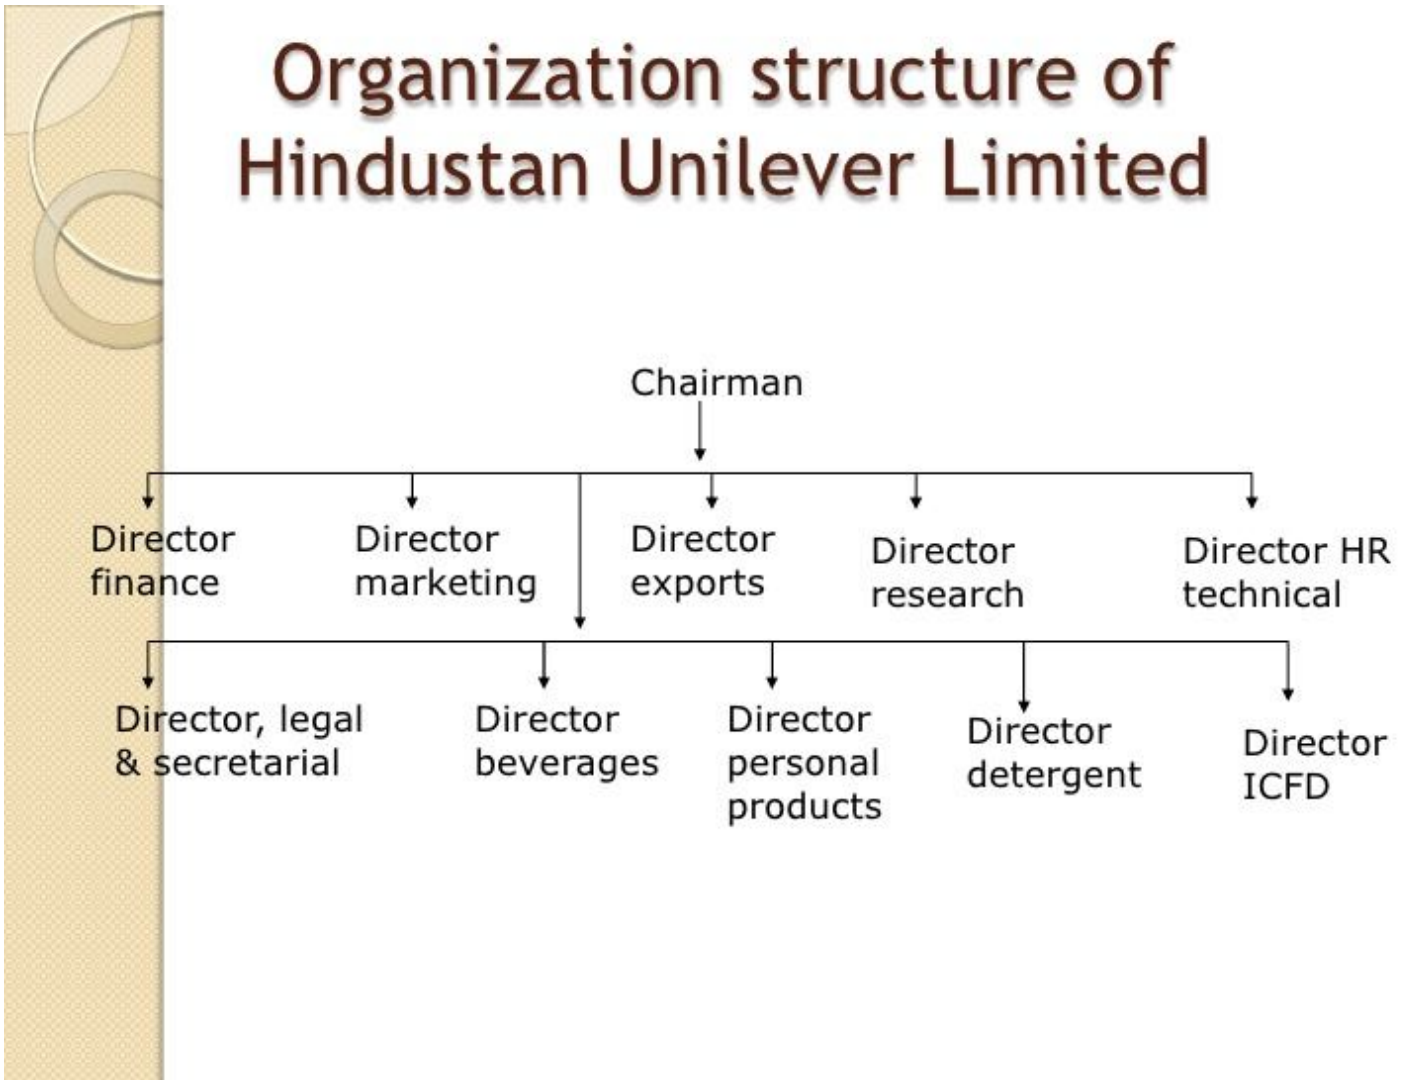 Organization structure of
Hindustan Unilever Limited
Chairman
Director
finance
Director
marketing
Director
exports
Director
research
Director HR
technical
Director, legal
& secretarial
Director
beverages
Director
personal
products
Director
detergent
Director
ICFD